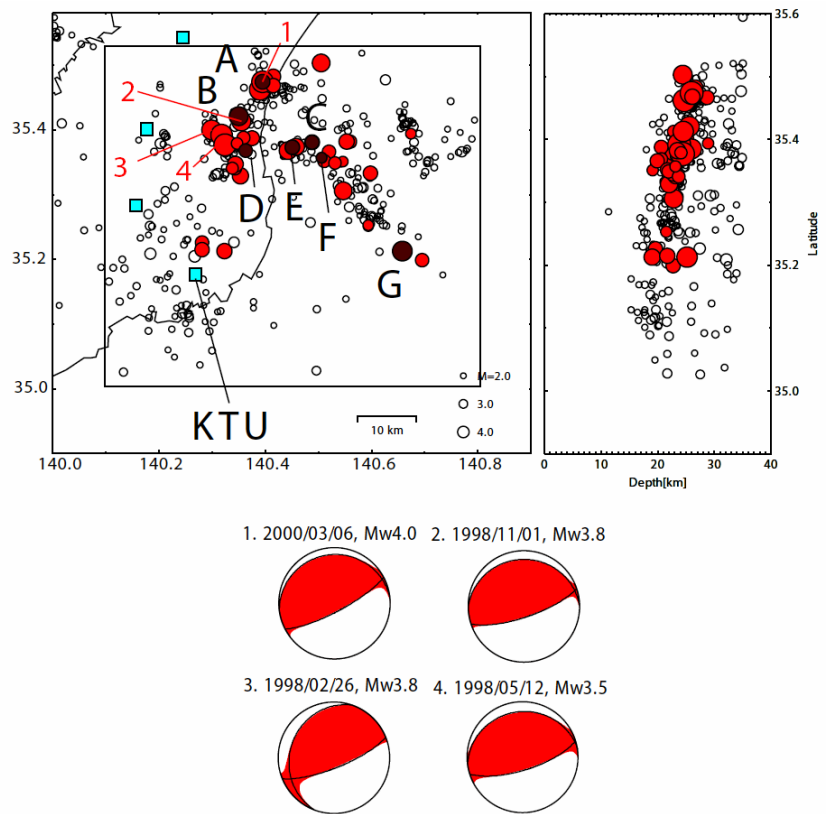 35.6
1
A
2
B
C
35.4
35.4
3
4
D
E
F
Latitude
35.2
35.2
G
M=2.0
35.0
35.0
3.0
KTU
10 km
4.0
140.0 140.2 140.4 140.6 140.8
0 10 20 30 40
Depth[km]
1. 2000/03/06, Mw4.0 2. 1998/11/01, Mw3.8
3. 1998/02/26, Mw3.8 4. 1998/05/12, Mw3.5